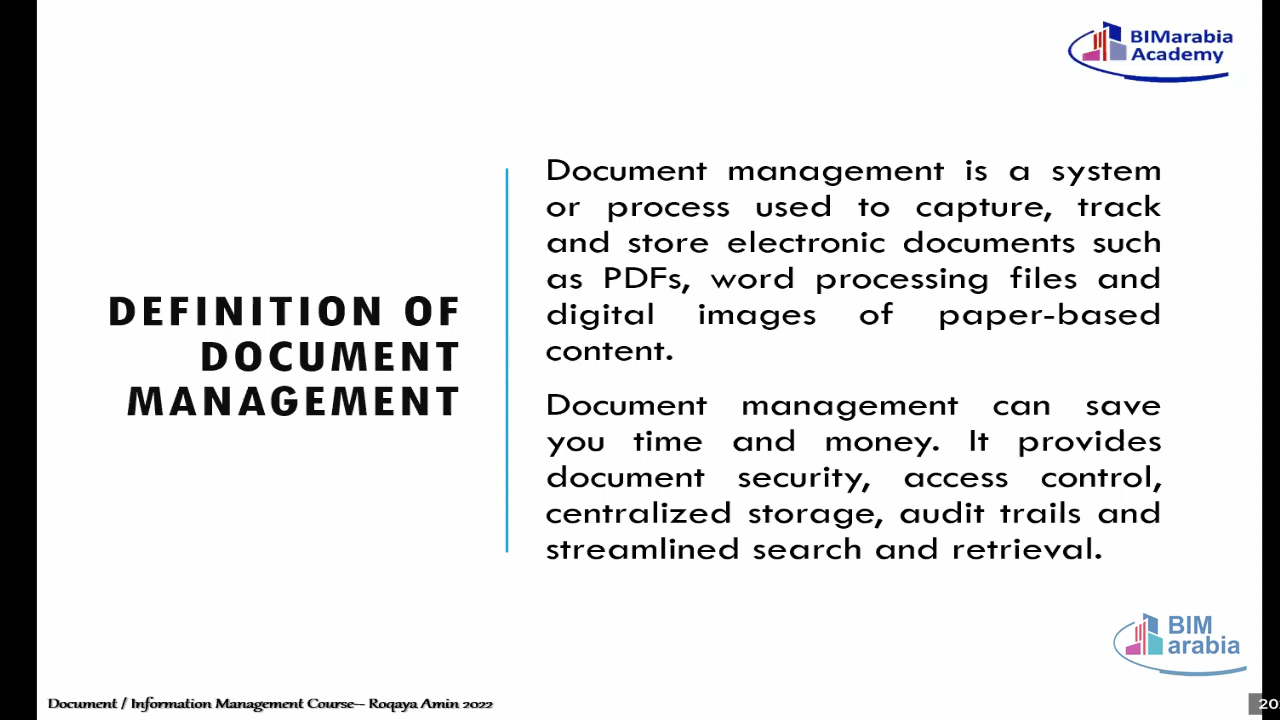 BIMarabia
Academy
DEFINITION OF
DOCUMENT
MANAGEMENT
Document management is a system
or process used to capture, track
and store electronic documents such
as PDFs, word processing files and
digital images of paper-based
content.
Document management can save
you time and money. It provides
document security, access control,
centralized storage, audit trails and
streamlined search and retrieval.
BIM
arabia
Document / Information Management Course-- Roqaya Amin 2022
20